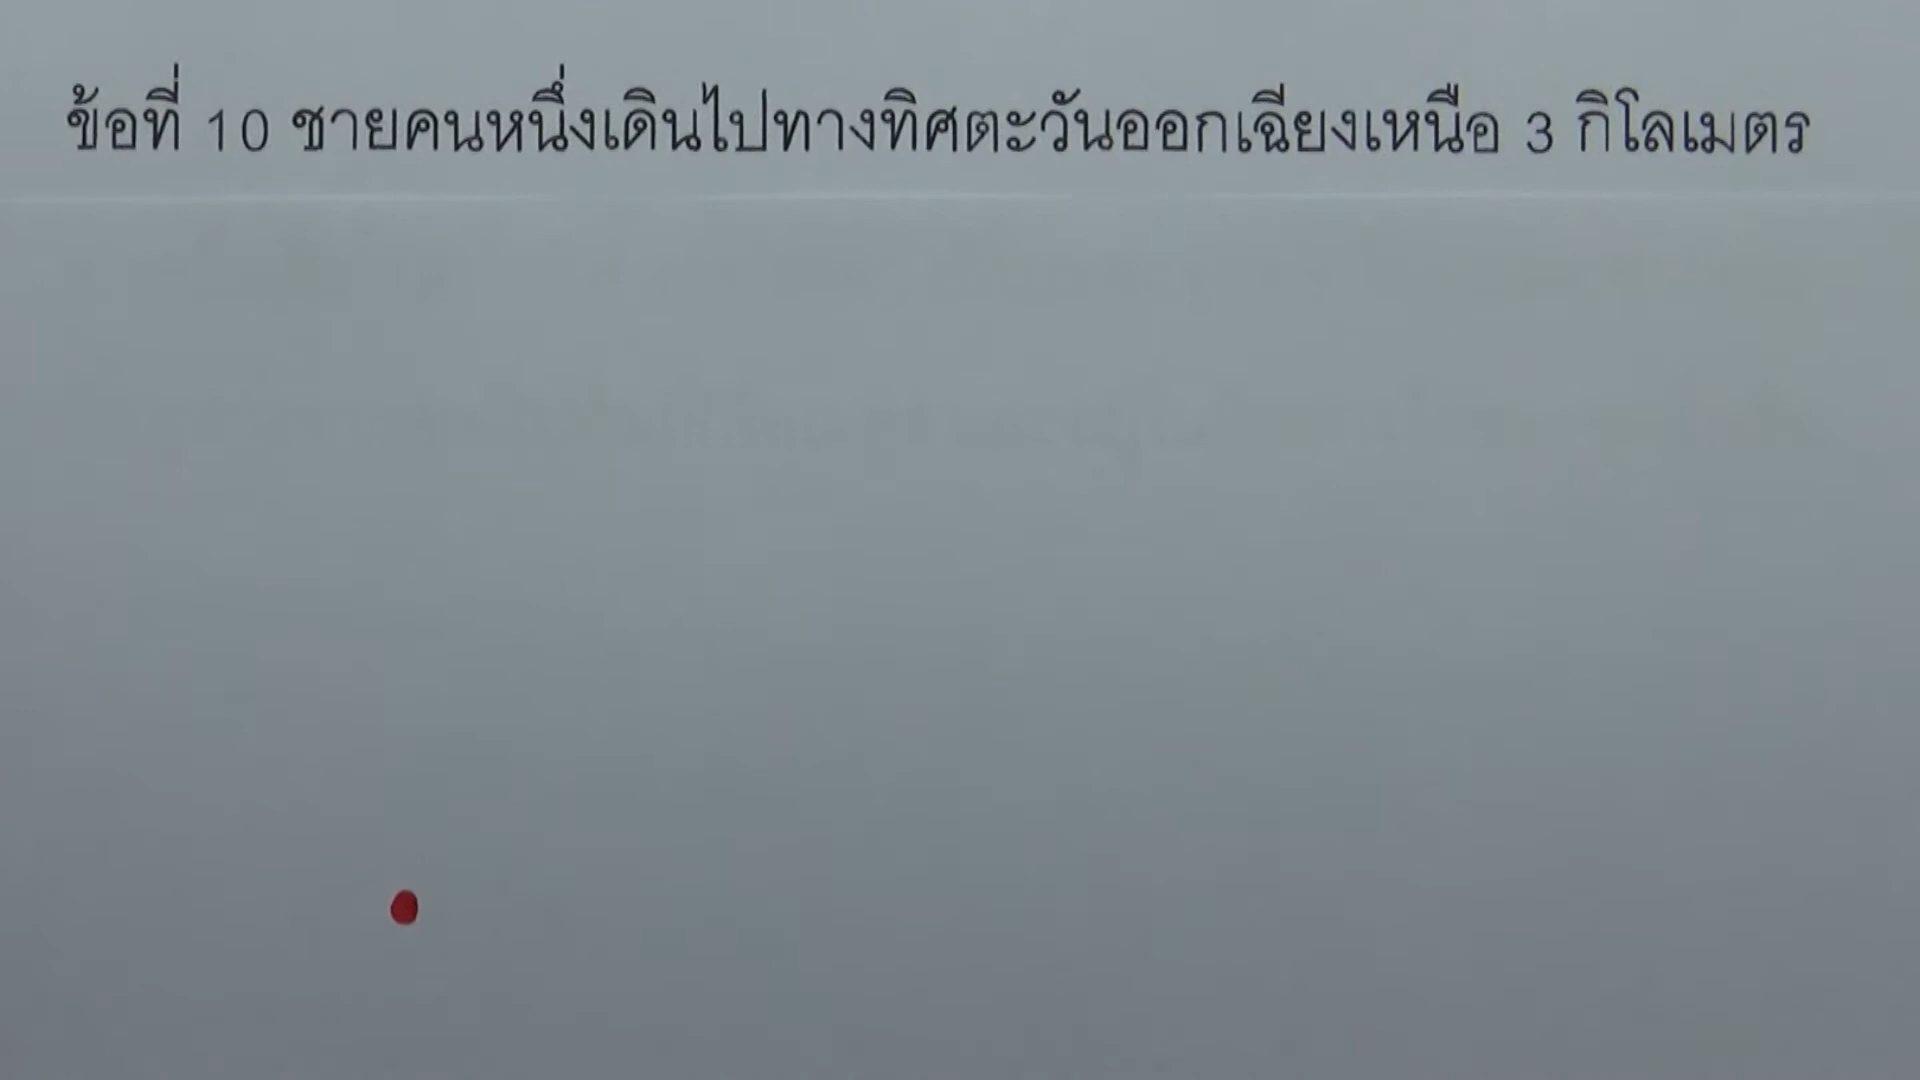 ข้อที่ 10 ชายคนหนึ่งเดินไปทางทิศตะวันออกเฉียงเหนือ 3 กิโลเมตร